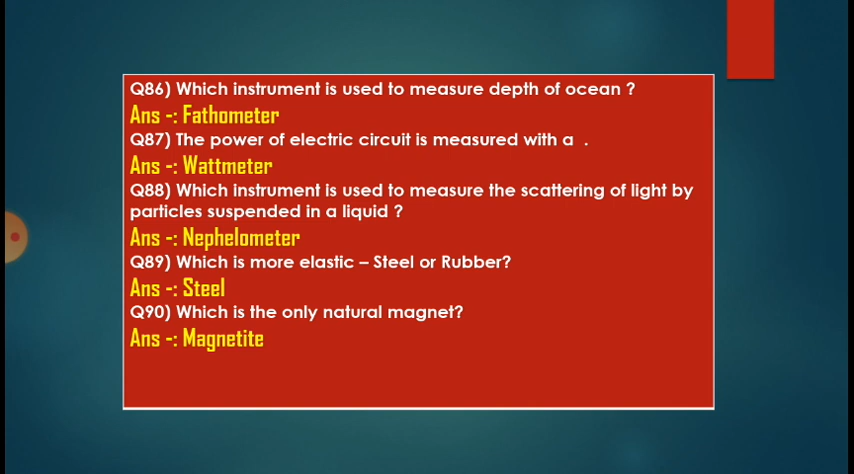 Q86) Which instrument is used to measure depth of ocean ?
Ans -: Fathometer
Q87) The power of electric circuit is measured with a  .
Ans -: Wattmeter
Q88) Which instrument is used to measure the scattering of light by
particles suspended in a liquid ?
Ans -: Nephelometer
Q89) Which is more elastic – Steel or Rubber?
Ans -: Steel
Q90) Which is the only natural magnet?
Ans -: Magnetite